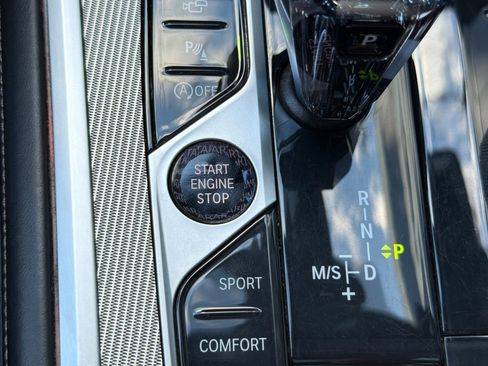 P
P
A OFF
START
ENGINE
STOP
R
N
P
M/S
D
+
SPORT
COMFORT